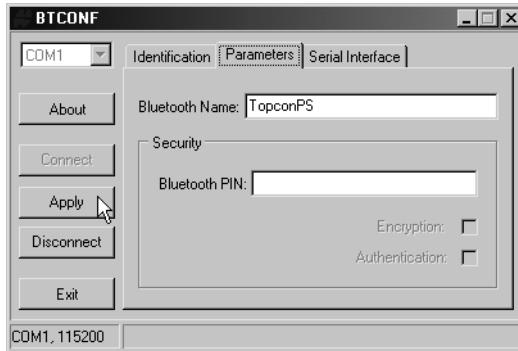 BTCONF
COM1
Identification Parameters Serial Interface
About
Bluetooth Name: TopconPS
Security
Connect
Bluetooth PIN:
Apply
Encryption:
Disconnect
Authentication:
Exit
COM1, 115200